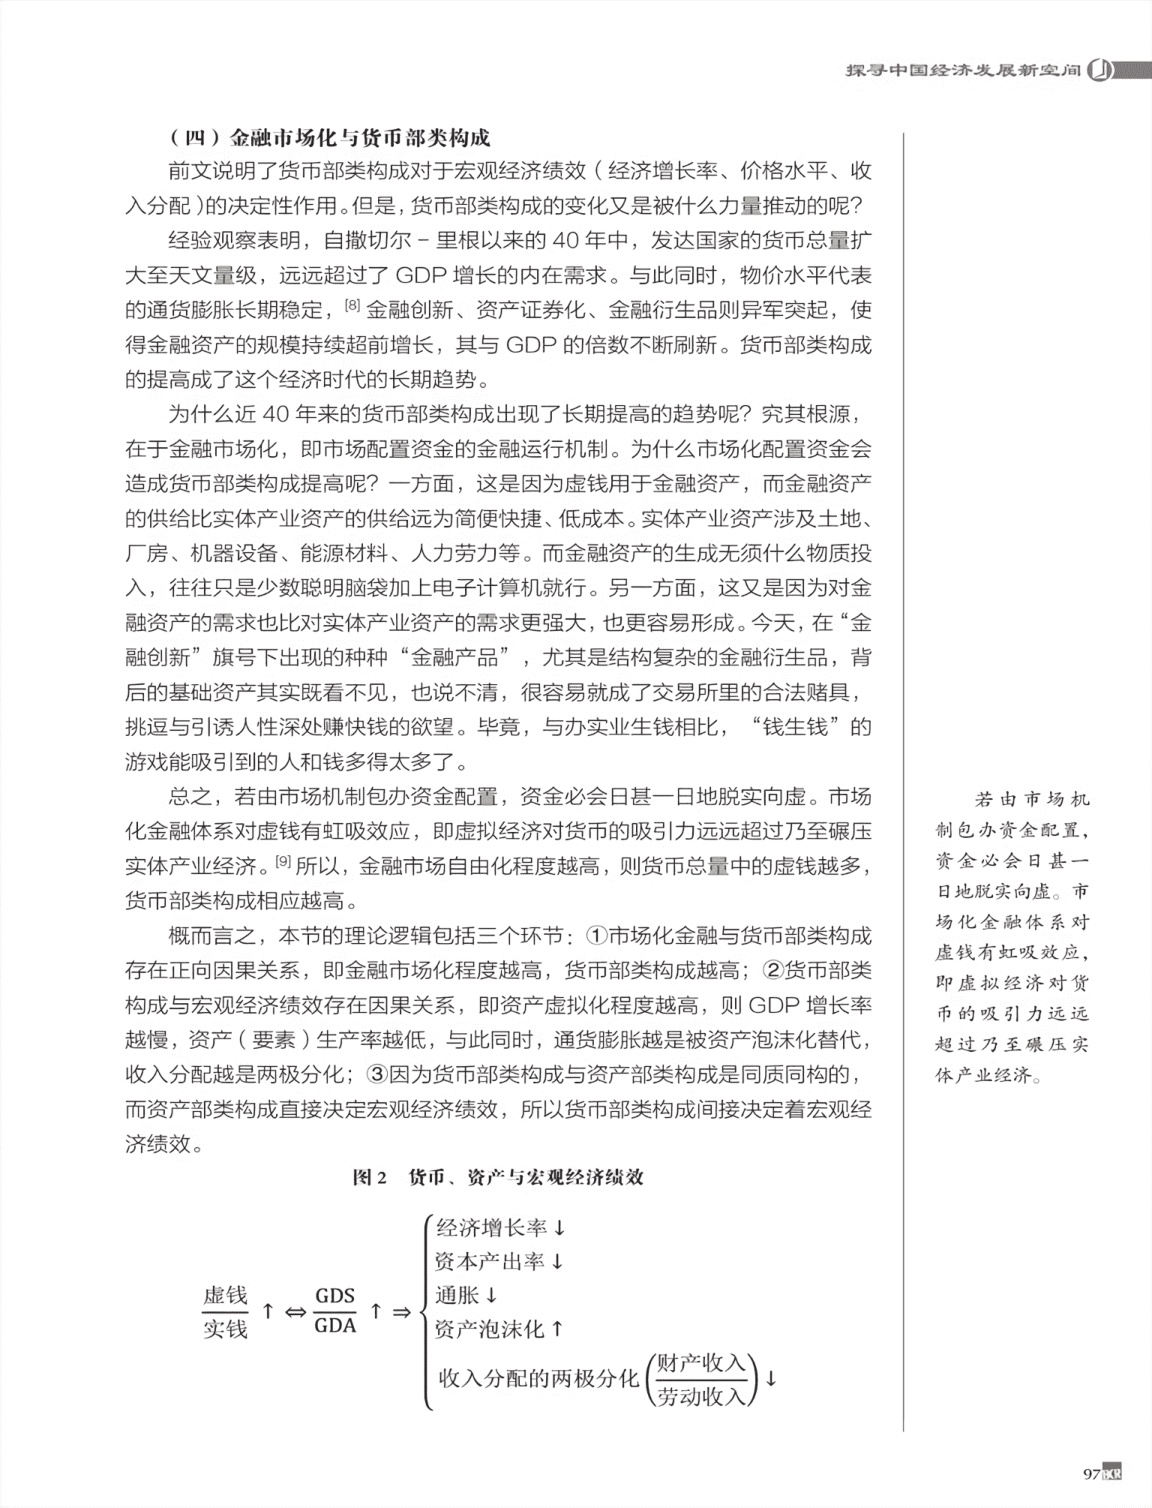 探寻中国经济发展新空间
（四）金融市场化与货币部类构成
前文说明了货币部类构成对于宏观经济绩效（经济增长率、价格水平、收
入分配）的决定性作用。但是，货币部类构成的变化又是被什么力量推动的呢？
经验观察表明，自撒切尔－里根以来的 40 年中，发达国家的货币总量扩
大至天文量级，远远超过了 GDP 增长的内在需求。与此同时，物价水平代表
的通货膨胀长期稳定，[8] 金融创新、资产证券化、金融衍生品则异军突起，使
得金融资产的规模持续超前增长，其与 GDP 的倍数不断刷新。货币部类构成
的提高成了这个经济时代的长期趋势。
为什么近 40 年来的货币部类构成出现了长期提高的趋势呢？究其根源，
在于金融市场化，即市场配置资金的金融运行机制。为什么市场化配置资金会
造成货币部类构成提高呢？一方面，这是因为虚钱用于金融资产，而金融资产
的供给比实体产业资产的供给远为简便快捷、低成本。实体产业资产涉及土地、
厂房、机器设备、能源材料、人力劳力等。而金融资产的生成无须什么物质投
入，往往只是少数聪明脑袋加上电子计算机就行。另一方面，这又是因为对金
融资产的需求也比对实体产业资产的需求更强大，也更容易形成。今天，在“金
融创新”旗号下出现的种种“金融产品”，尤其是结构复杂的金融衍生品，背
后的基础资产其实既看不见，也说不清，很容易就成了交易所里的合法赌具，
挑逗与引诱人性深处赚快钱的欲望。毕竟，与办实业生钱相比，“钱生钱”的
游戏能吸引到的人和钱多得太多了。
总之，若由市场机制包办资金配置，资金必会日甚一日地脱实向虚。市场
化金融体系对虚钱有虹吸效应，即虚拟经济对货币的吸引力远远超过乃至碾压
实体产业经济。[9] 所以，金融市场自由化程度越高，则货币总量中的虚钱越多，
货币部类构成相应越高。
概而言之，本节的理论逻辑包括三个环节：①市场化金融与货币部类构成
存在正向因果关系，即金融市场化程度越高，货币部类构成越高；②货币部类
构成与宏观经济绩效存在因果关系，即资产虚拟化程度越高，则 GDP 增长率
越慢，资产（要素）生产率越低，与此同时，通货膨胀越是被资产泡沫化替代，
收入分配越是两极分化；③因为货币部类构成与资产部类构成是同质同构的，
而资产部类构成直接决定宏观经济绩效，所以货币部类构成间接决定着宏观经
济绩效。
若由市场机
制包办资金配置，
资金必会日甚一
日地脱实向虚。市
场化金融体系对
虚钱有虹吸效应，
即虚拟经济对货
币的吸引力远远
超过乃至碾压实
体产业经济。
图 2 货币、资产与宏观经济绩效
虚钱
实钱
↑ ⇔
GDS
GDA
↑ ⇒
经济增长率↓
资本产出率↓
通胀↓
资产泡沫化↑
收入分配的两极分化(财产收入
劳动收入)↓
97